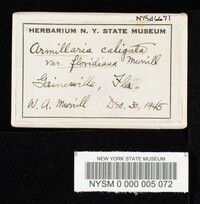 NYSd6671
HERBARIUM N. Y. STATE MUSEUM
Armillaria caligata
var. floridiana Murrill
Gainesville, Fla.
W. A. Murrill Dec. 30, 1945
NEW YORK STATE MUSEUM
NYSM 0 000 005 072